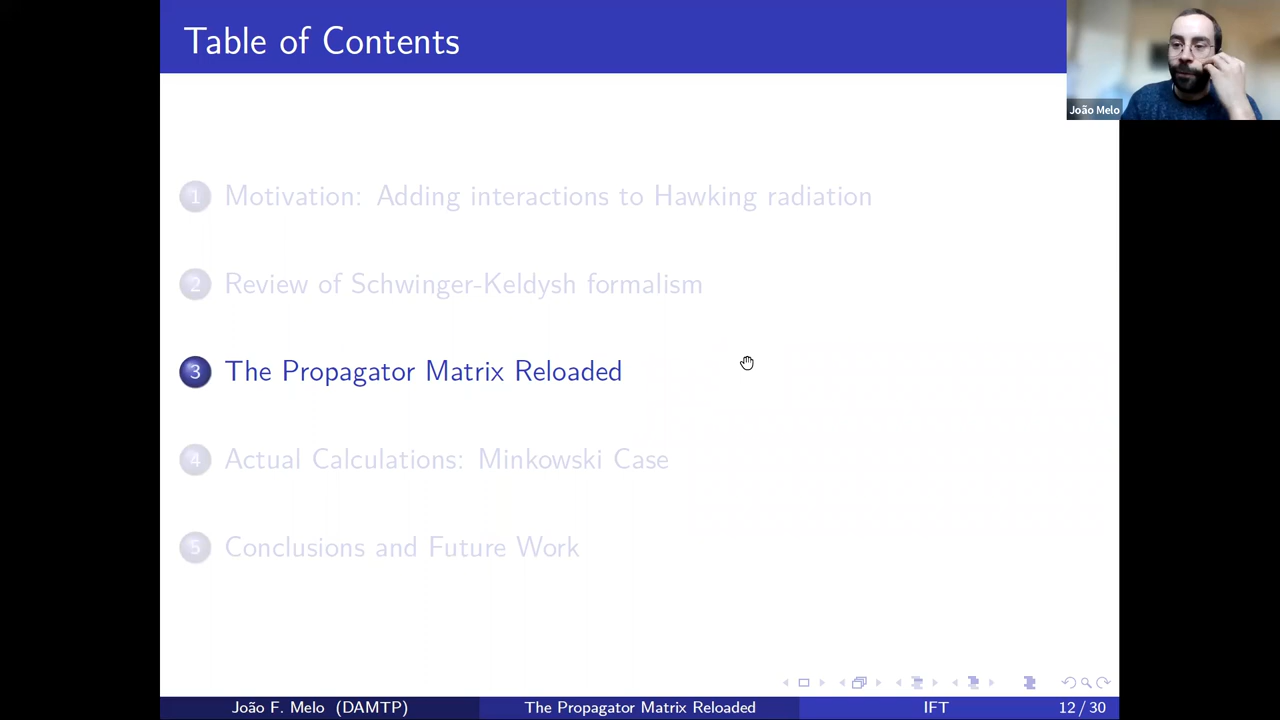 Table of Contents
João Melo
1 Motivation: Adding interactions to Hawking radiation
2 Review of Schwinger-Keldysh formalism
3 The Propagator Matrix Reloaded
4 Actual Calculations: Minkowski Case
5 Conclusions and Future Work
João F. Melo (DAMTP) The Propagator Matrix Reloaded IFT 12 / 30